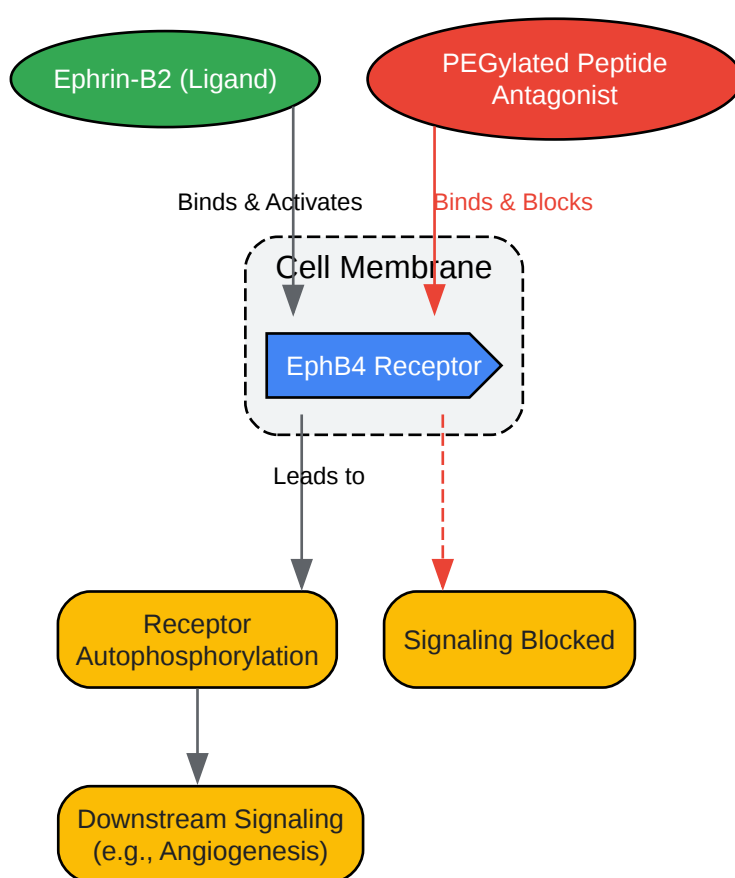 Ephrin-B2 (Ligand)
PEGylated Peptide
Antagonist
Binds & Activates
Binds & Blocks
Cell Membrane
EphB4 Receptor
Leads to
Receptor
Autophosphorylation
Signaling Blocked
Downstream Signaling
(e.g., Angiogenesis)